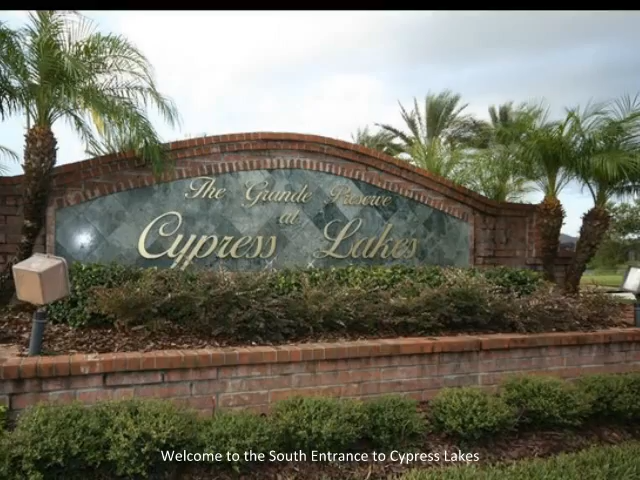 The Grande Preserve
at
Cypress Lakes
Welcome to the South Entrance to Cypress Lakes